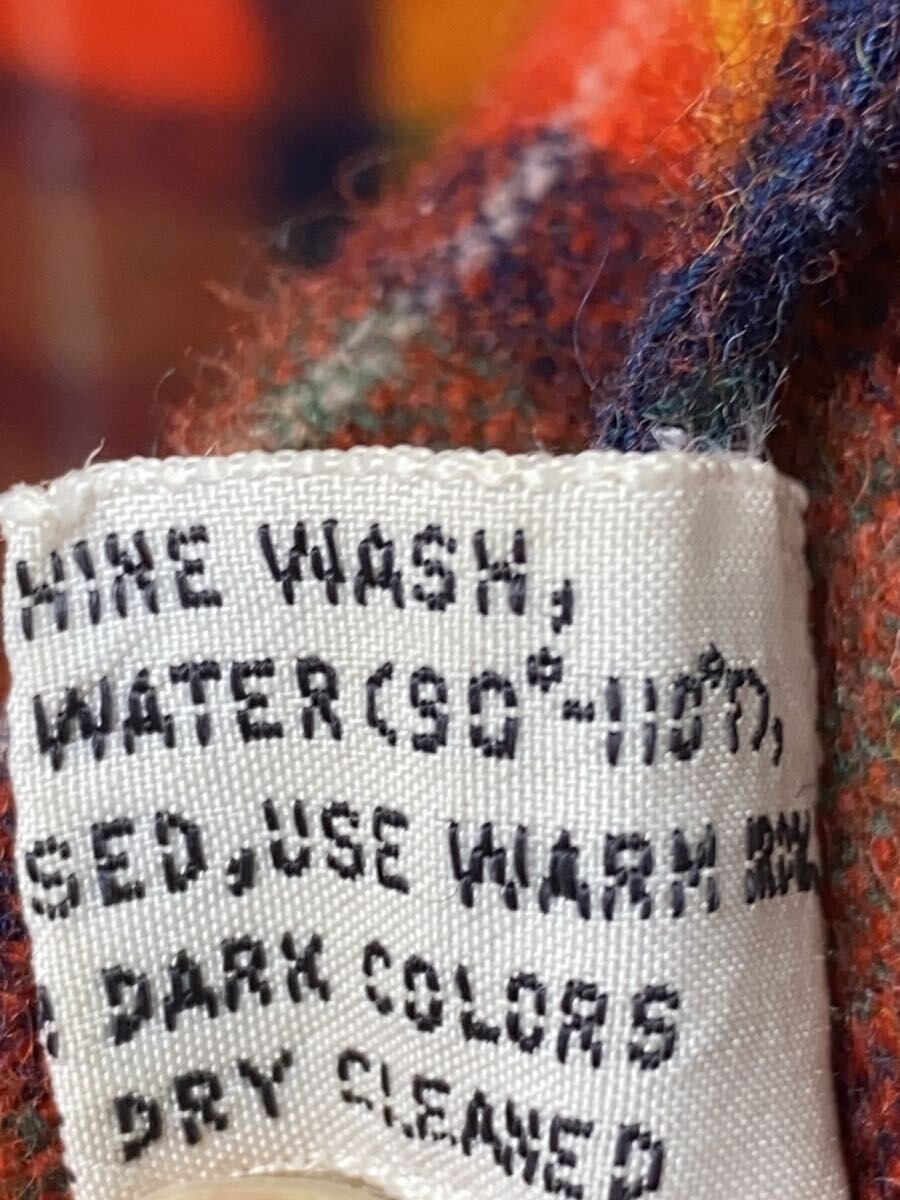 HINE WASH,
WATER (90°-110°F),
SED, USE WARM
DARK COLORS
DRY CLEANED